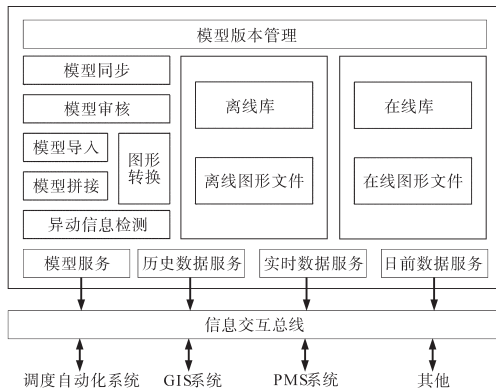 模型版本管理
模型同步
模型审核
模型导入
模型拼接
图形
转换
异动信息检测
离线库
离线图形文件
在线库
在线图形文件
模型服务
历史数据服务
实时数据服务
日前数据服务
信息交互总线
调度自动化系统
GIS系统
PMS系统
其他